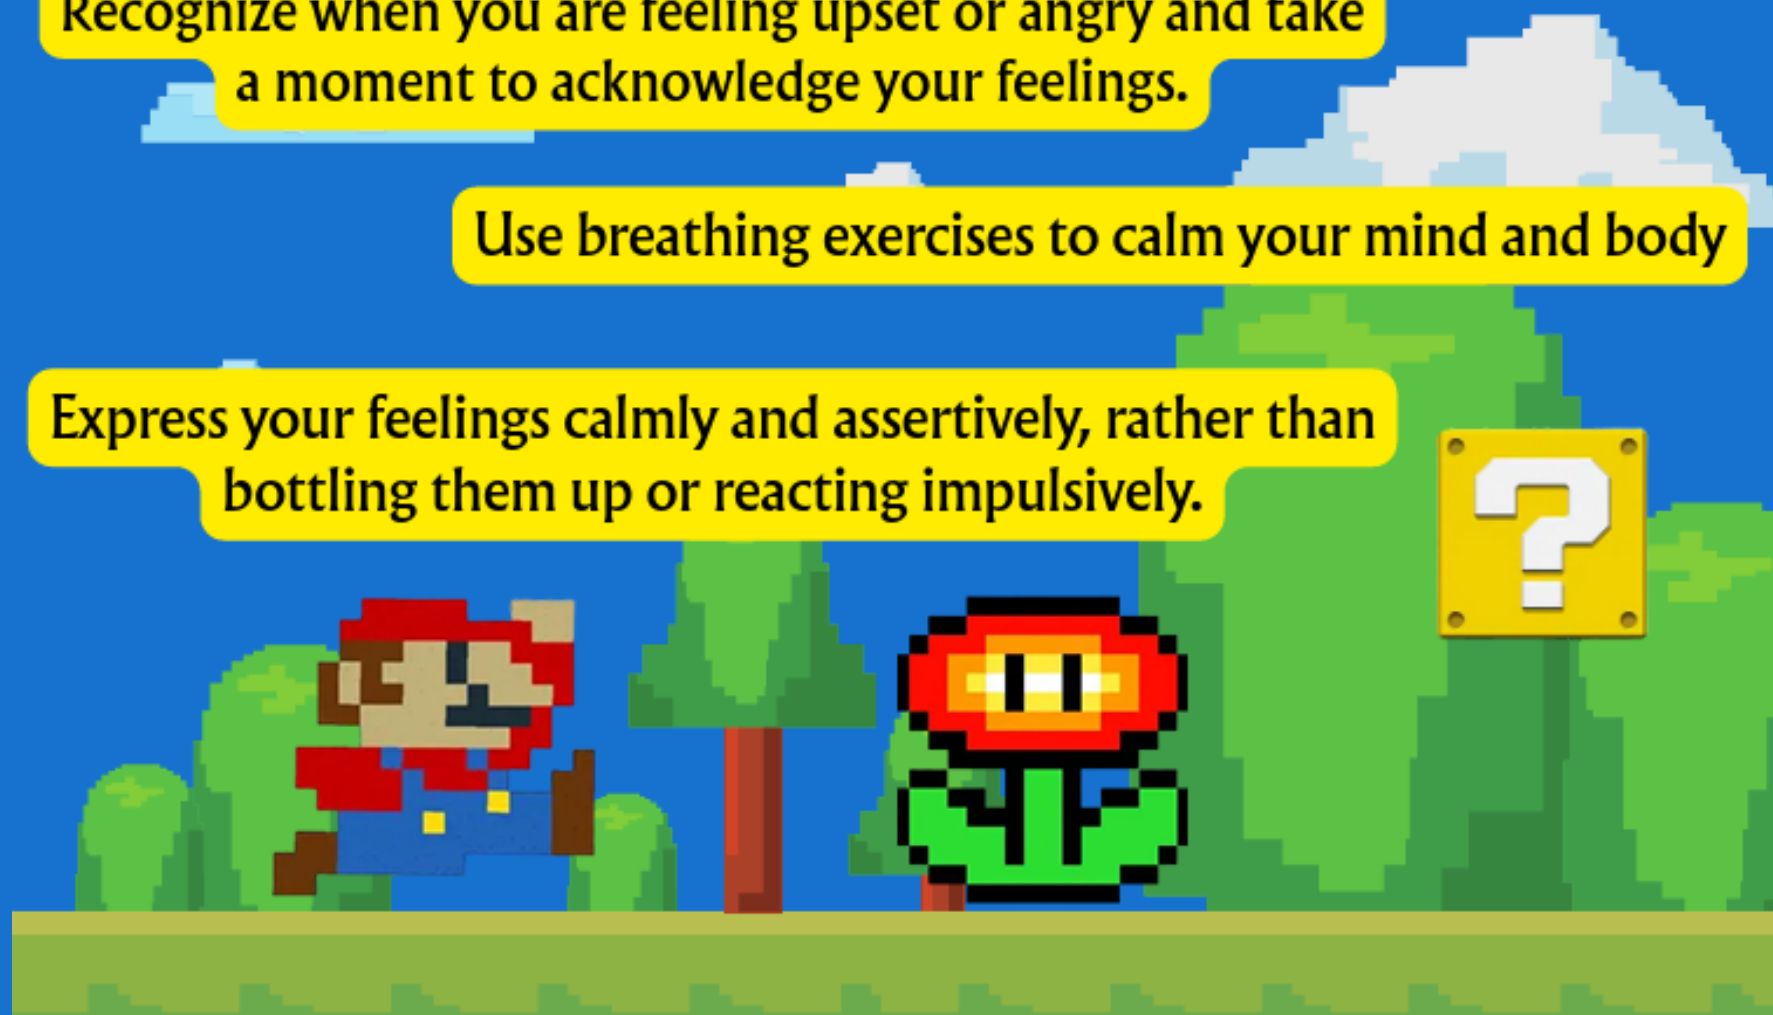 Recognize when you are feeling upset or angry and take
a moment to acknowledge your feelings.
Use breathing exercises to calm your mind and body
Express your feelings calmly and assertively, rather than
bottling them up or reacting impulsively.
?